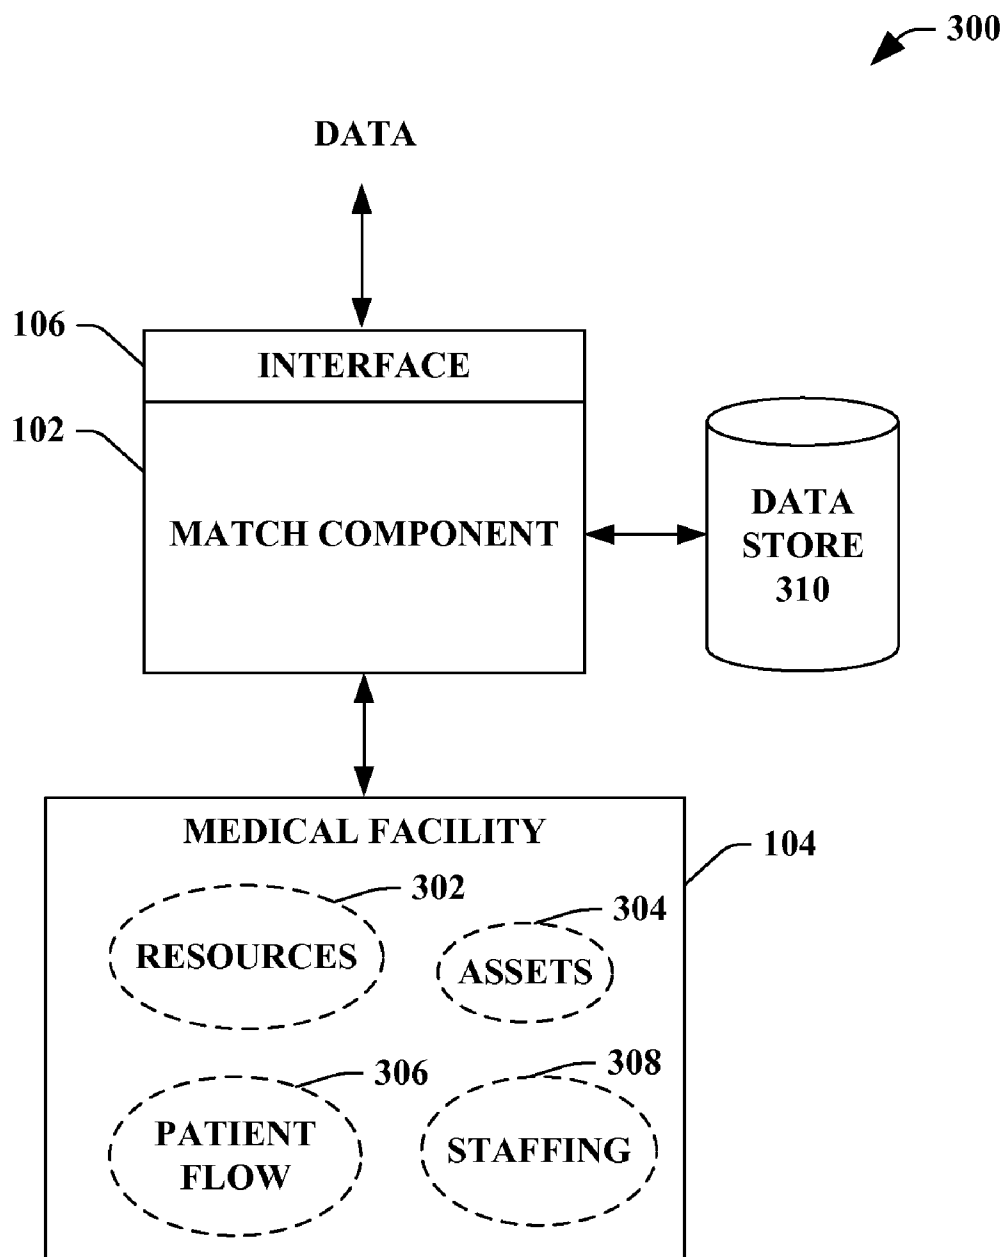 300
DATA
106
INTERFACE
102
MATCH COMPONENT
DATA
STORE
310
MEDICAL FACILITY
104
302
RESOURCES
304
ASSETS
306
PATIENT
FLOW
308
STAFFING